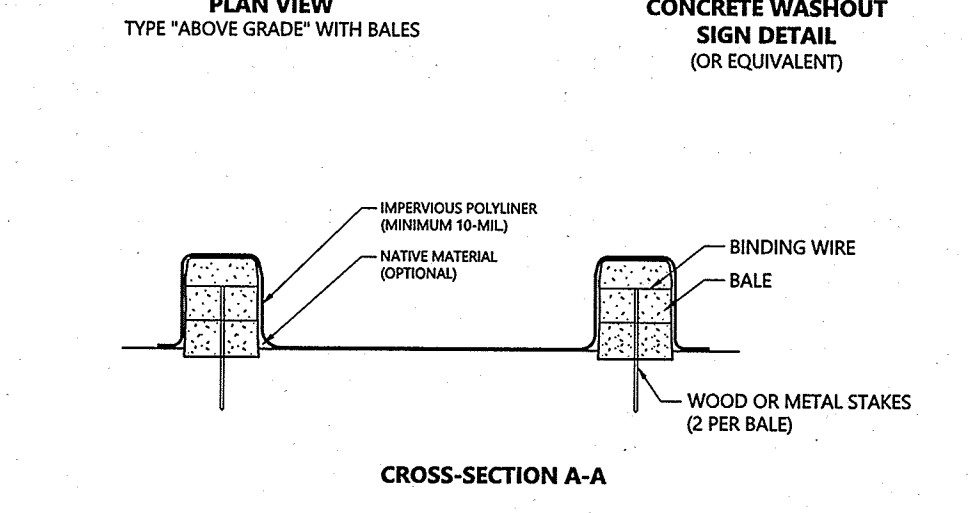 PLAN VIEW
TYPE "ABOVE GRADE" WITH BALES
CONCRETE WASHOUT
SIGN DETAIL
(OR EQUIVALENT)
IMPERVIOUS POLYLINER
(MINIMUM 10-MIL.)
NATIVE MATERIAL
(OPTIONAL)
BINDING WIRE
BALE
WOOD OR METAL STAKES
(2 PER BALE)
CROSS-SECTION A-A